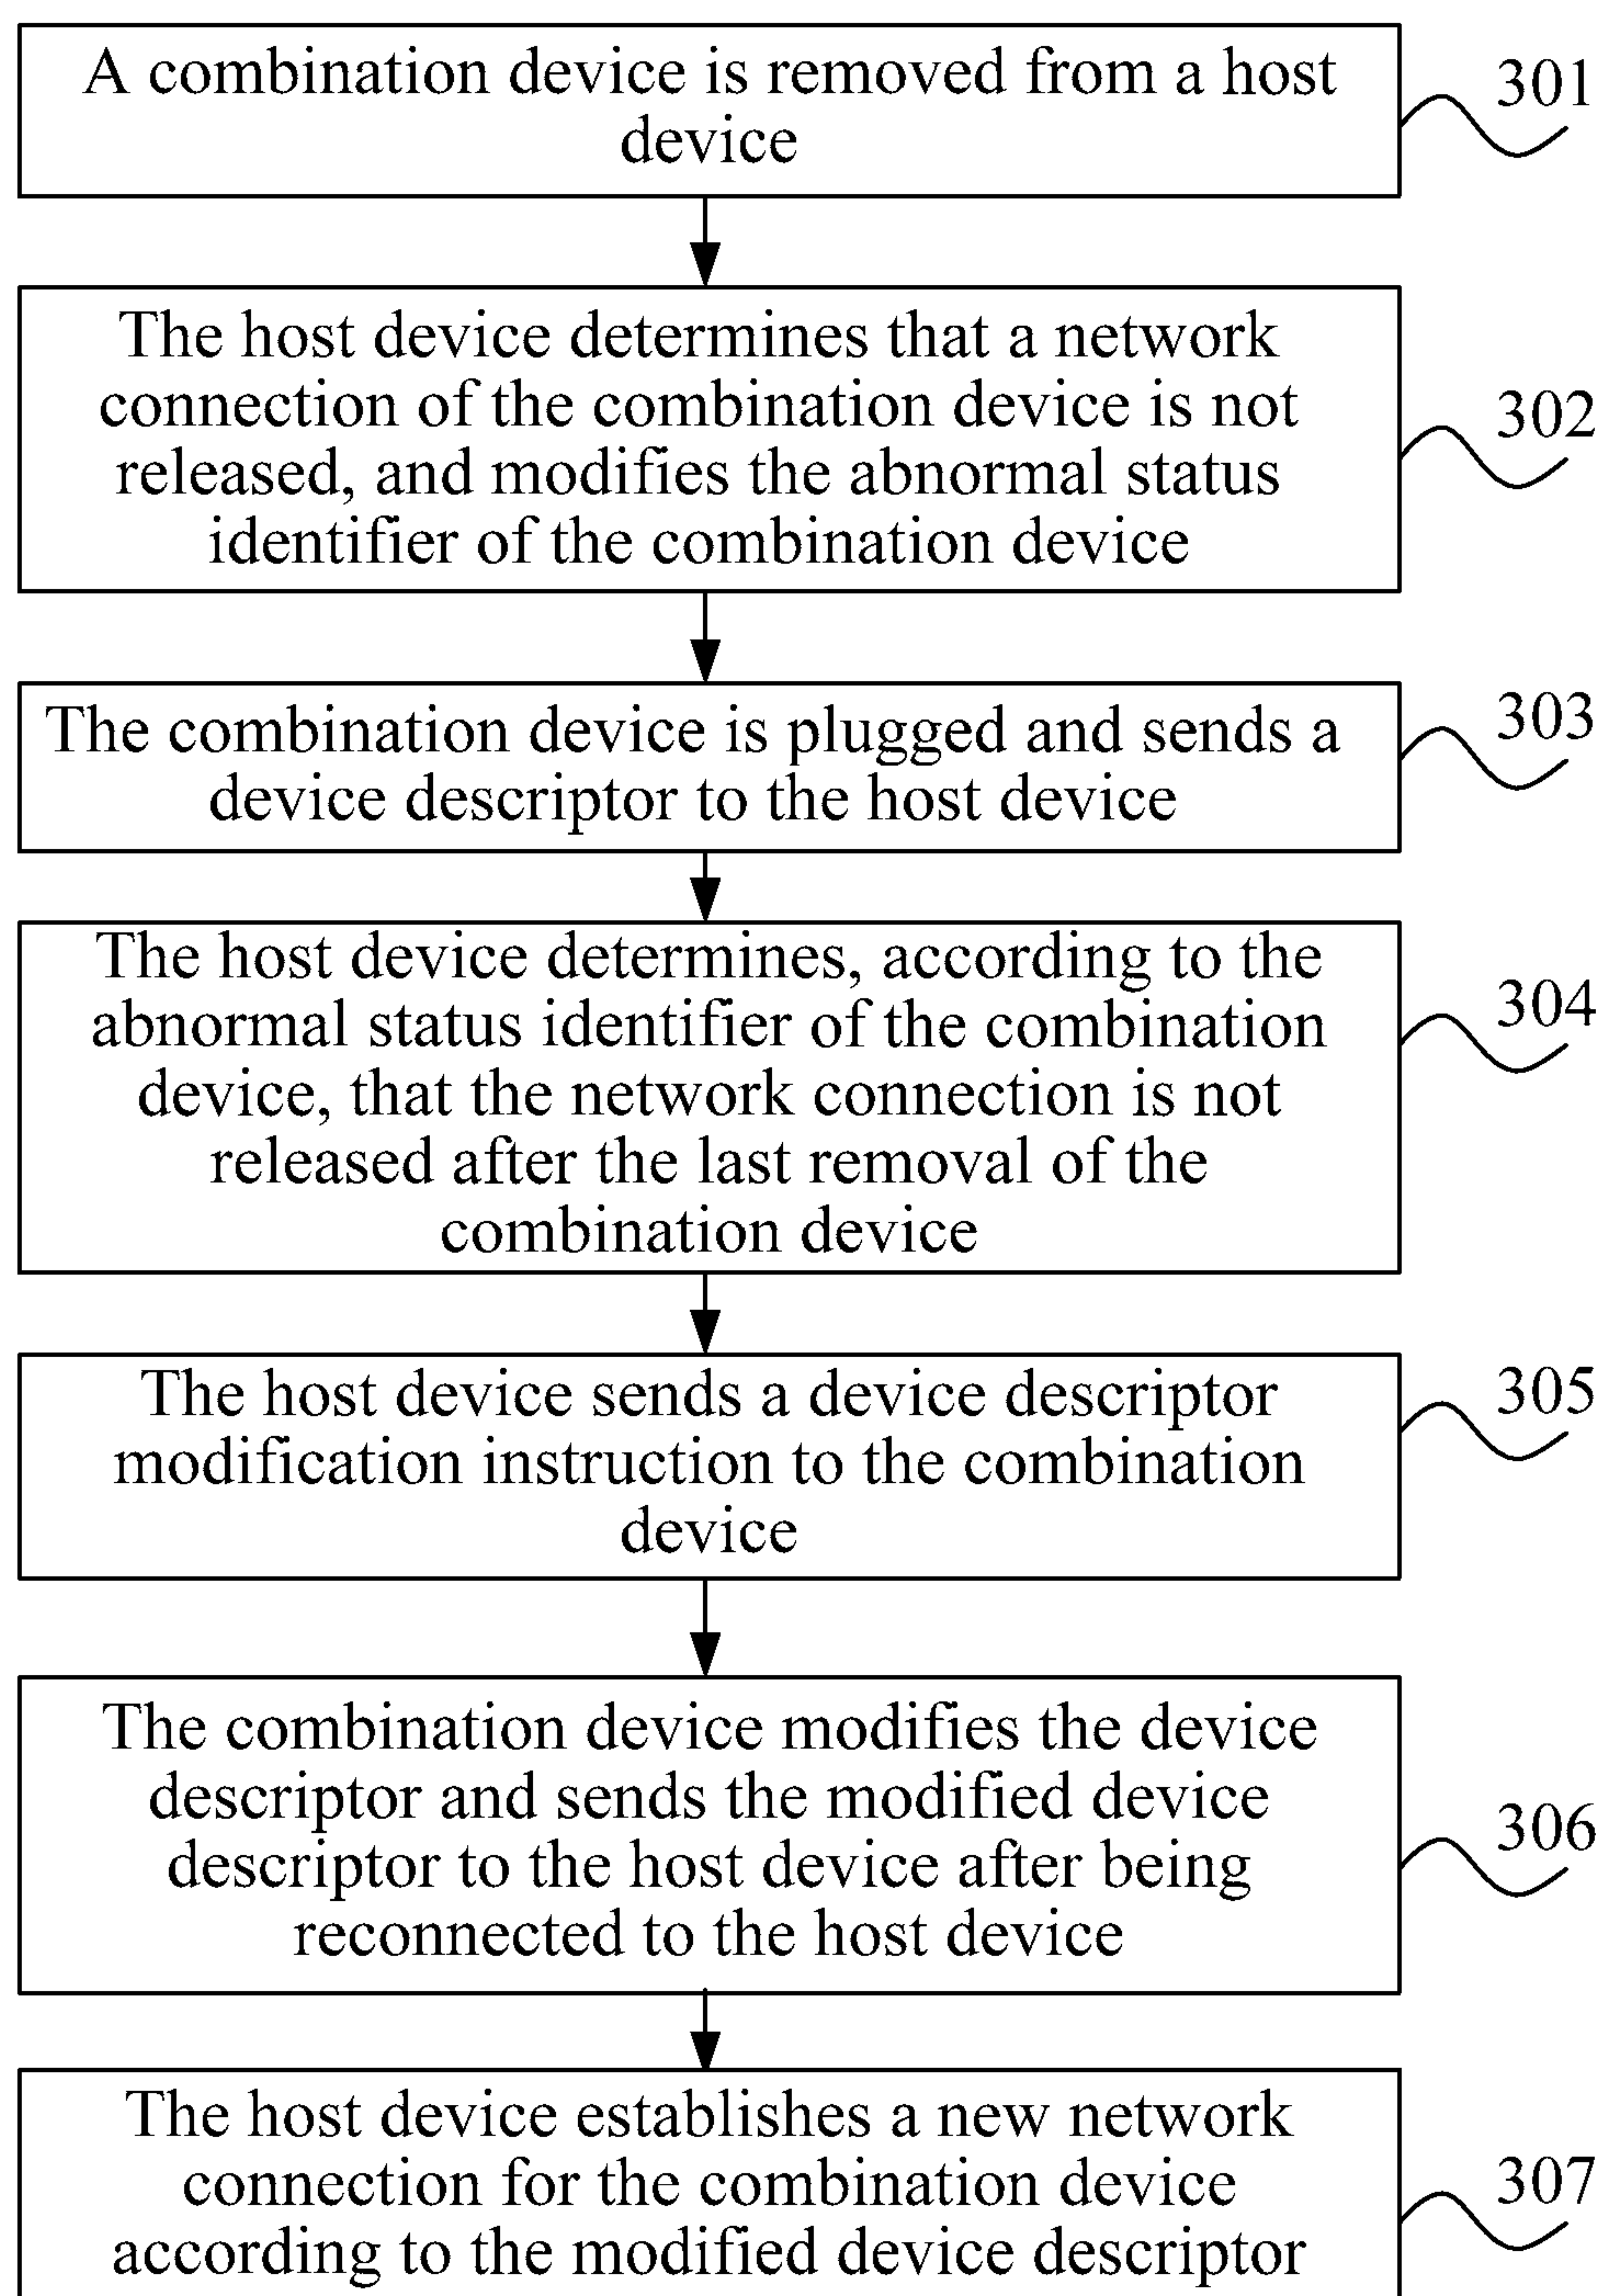 A combination device is removed from a host
device
301
The host device determines that a network
connection of the combination device is not
released, and modifies the abnormal status
identifier of the combination device
302
The combination device is plugged and sends a
device descriptor to the host device
303
The host device determines, according to the
abnormal status identifier of the combination
device, that the network connection is not
released after the last removal of the
combination device
304
The host device sends a device descriptor
modification instruction to the combination
device
305
The combination device modifies the device
descriptor and sends the modified device
descriptor to the host device after being
reconnected to the host device
306
The host device establishes a new network
connection for the combination device
according to the modified device descriptor
307